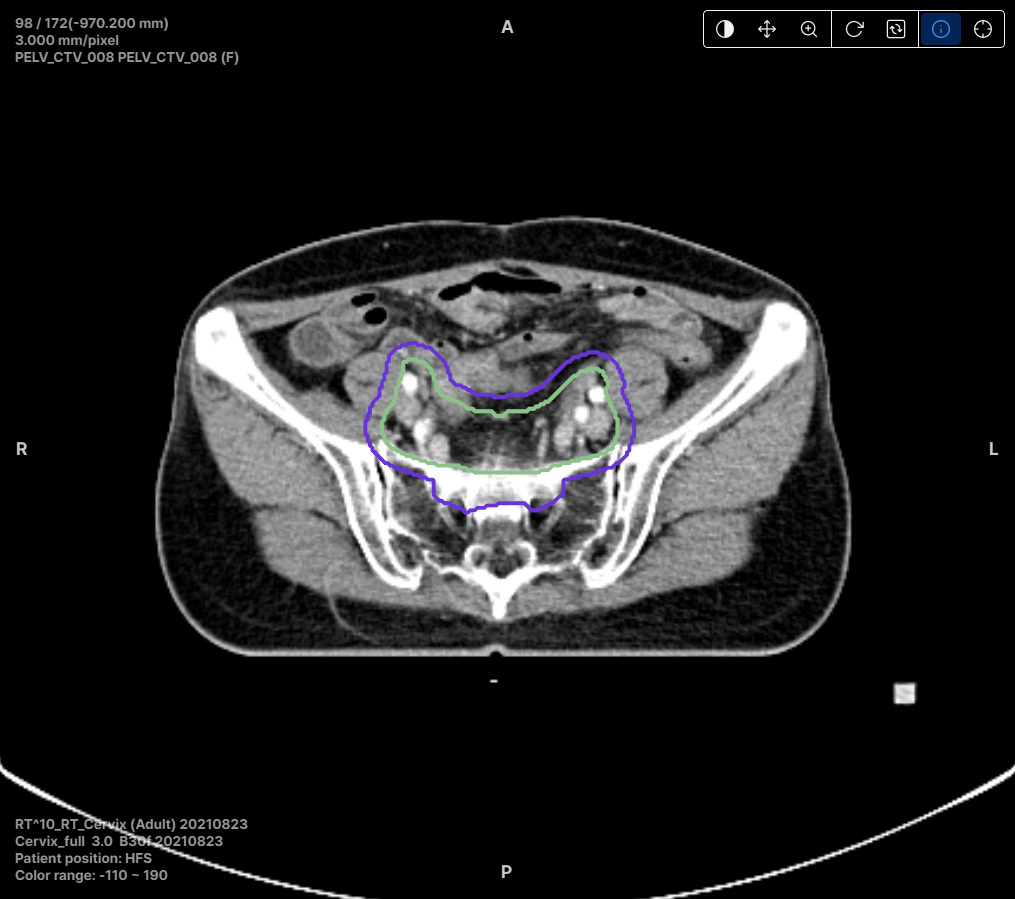 98 / 172(-970.200 mm)
3.000 mm/pixel
PELV_CTV_008 PELV_CTV_008 (F)
A
R
L
RT^10_RT_Cervix (Adult) 20210823
Cervix_full 3.0 B30f 20210823
Patient position: HFS
Color range: -110 ~ 190
P